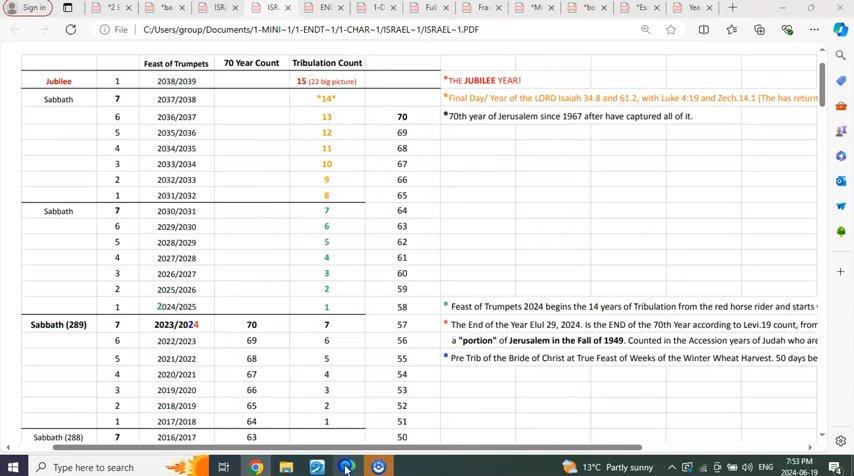 Sign in
*2 E
*ba
ISRA
ISR
ENI
1-D
Full
Fra
*MI
*bo
*Es
Yea
File C:/Users/group/Documents/1-MINI~1/1-ENDT~1/1-CHAR~1/ISRAEL~1/ISRAEL~1.PDF
Feast of Trumpets 70 Year Count Tribulation Count
Jubilee 1 2038/2039 15 (22 big picture) *THE JUBILEE YEAR!
Sabbath 7 2037/2038 *14* *Final Day/ Year of the LORD Isaiah 34.8 and 61.2, with Luke 4:19 and Zech.14.1 (The has return
6 2036/2037 13 70 *70th year of Jerusalem since 1967 after have captured all of it.
5 2035/2036 12 69
4 2034/2035 11 68
3 2033/2034 10 67
2 2032/2033 9 66
1 2031/2032 8 65
Sabbath 7 2030/2031 7 64
6 2029/2030 6 63
5 2028/2029 5 62
4 2027/2028 4 61
3 2026/2027 3 60
2 2025/2026 2 59
1 2024/2025 1 58 * Feast of Trumpets 2024 begins the 14 years of Tribulation from the red horse rider and starts
Sabbath (289) 7 2023/2024 70 7 57 * The End of the Year Elul 29, 2024. Is the END of the 70th Year according to Levi.19 count, from
6 2022/2023 69 6 56 a "portion" of Jerusalem in the Fall of 1949. Counted in the Accession years of Judah who are
5 2021/2022 68 5 55 * Pre Trib of the Bride of Christ at True Feast of Weeks of the Winter Wheat Harvest. 50 days be
4 2020/2021 67 4 54
3 2019/2020 66 3 53
2 2018/2019 65 2 52
1 2017/2018 64 1 51
Sabbath (288) 7 2016/2017 63 50
Type here to search
13°C Partly sunny
ENG
7:53 PM
2024-06-19